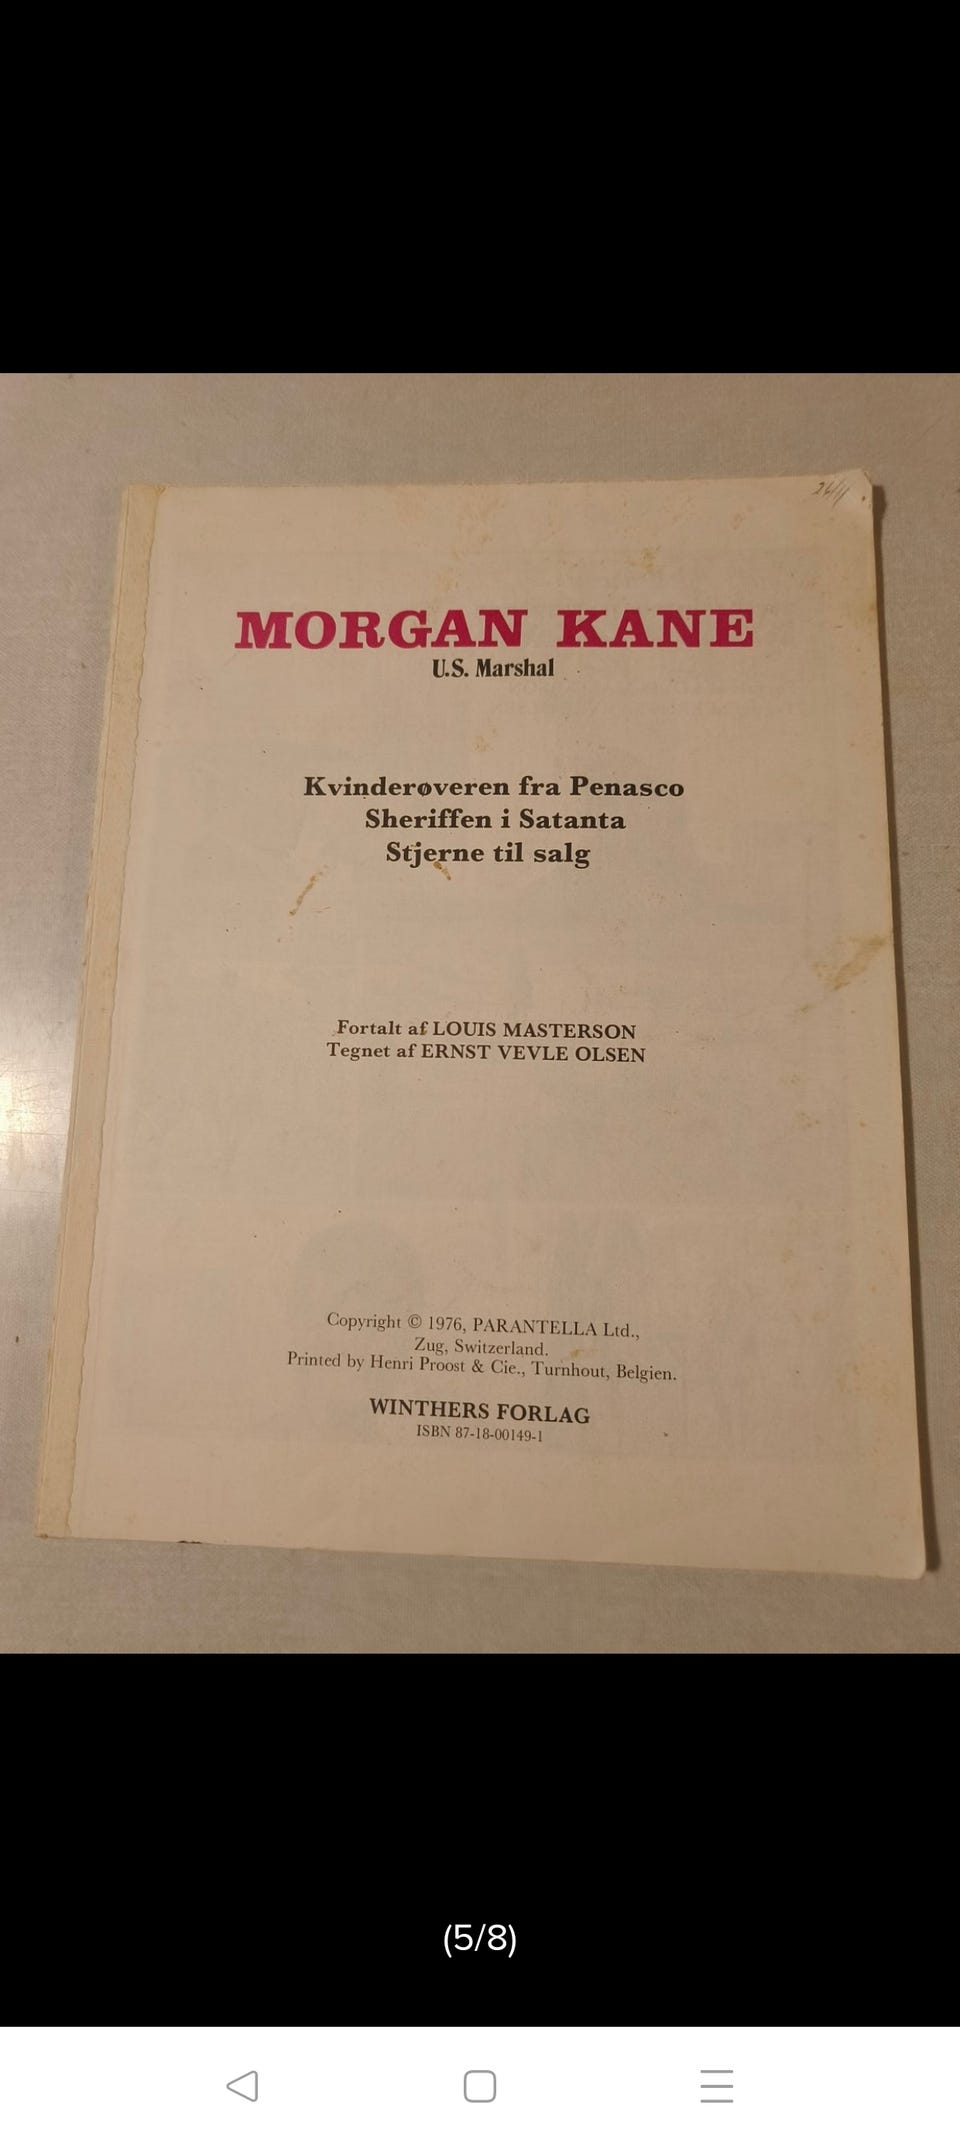 26/11
MORGAN KANE
U.S. Marshal
Kvinderøveren fra Penasco
Sheriffen i Satanta
Stjerne til salg
Fortalt af LOUIS MASTERSON
Tegnet af ERNST VEVLE OLSEN
Copyright © 1976, PARANTELLA Ltd.,
Zug, Switzerland.
Printed by Henri Proost & Cie., Turnhout, Belgien.
WINTHERS FORLAG
ISBN 87-18-00149-1
(5/8)